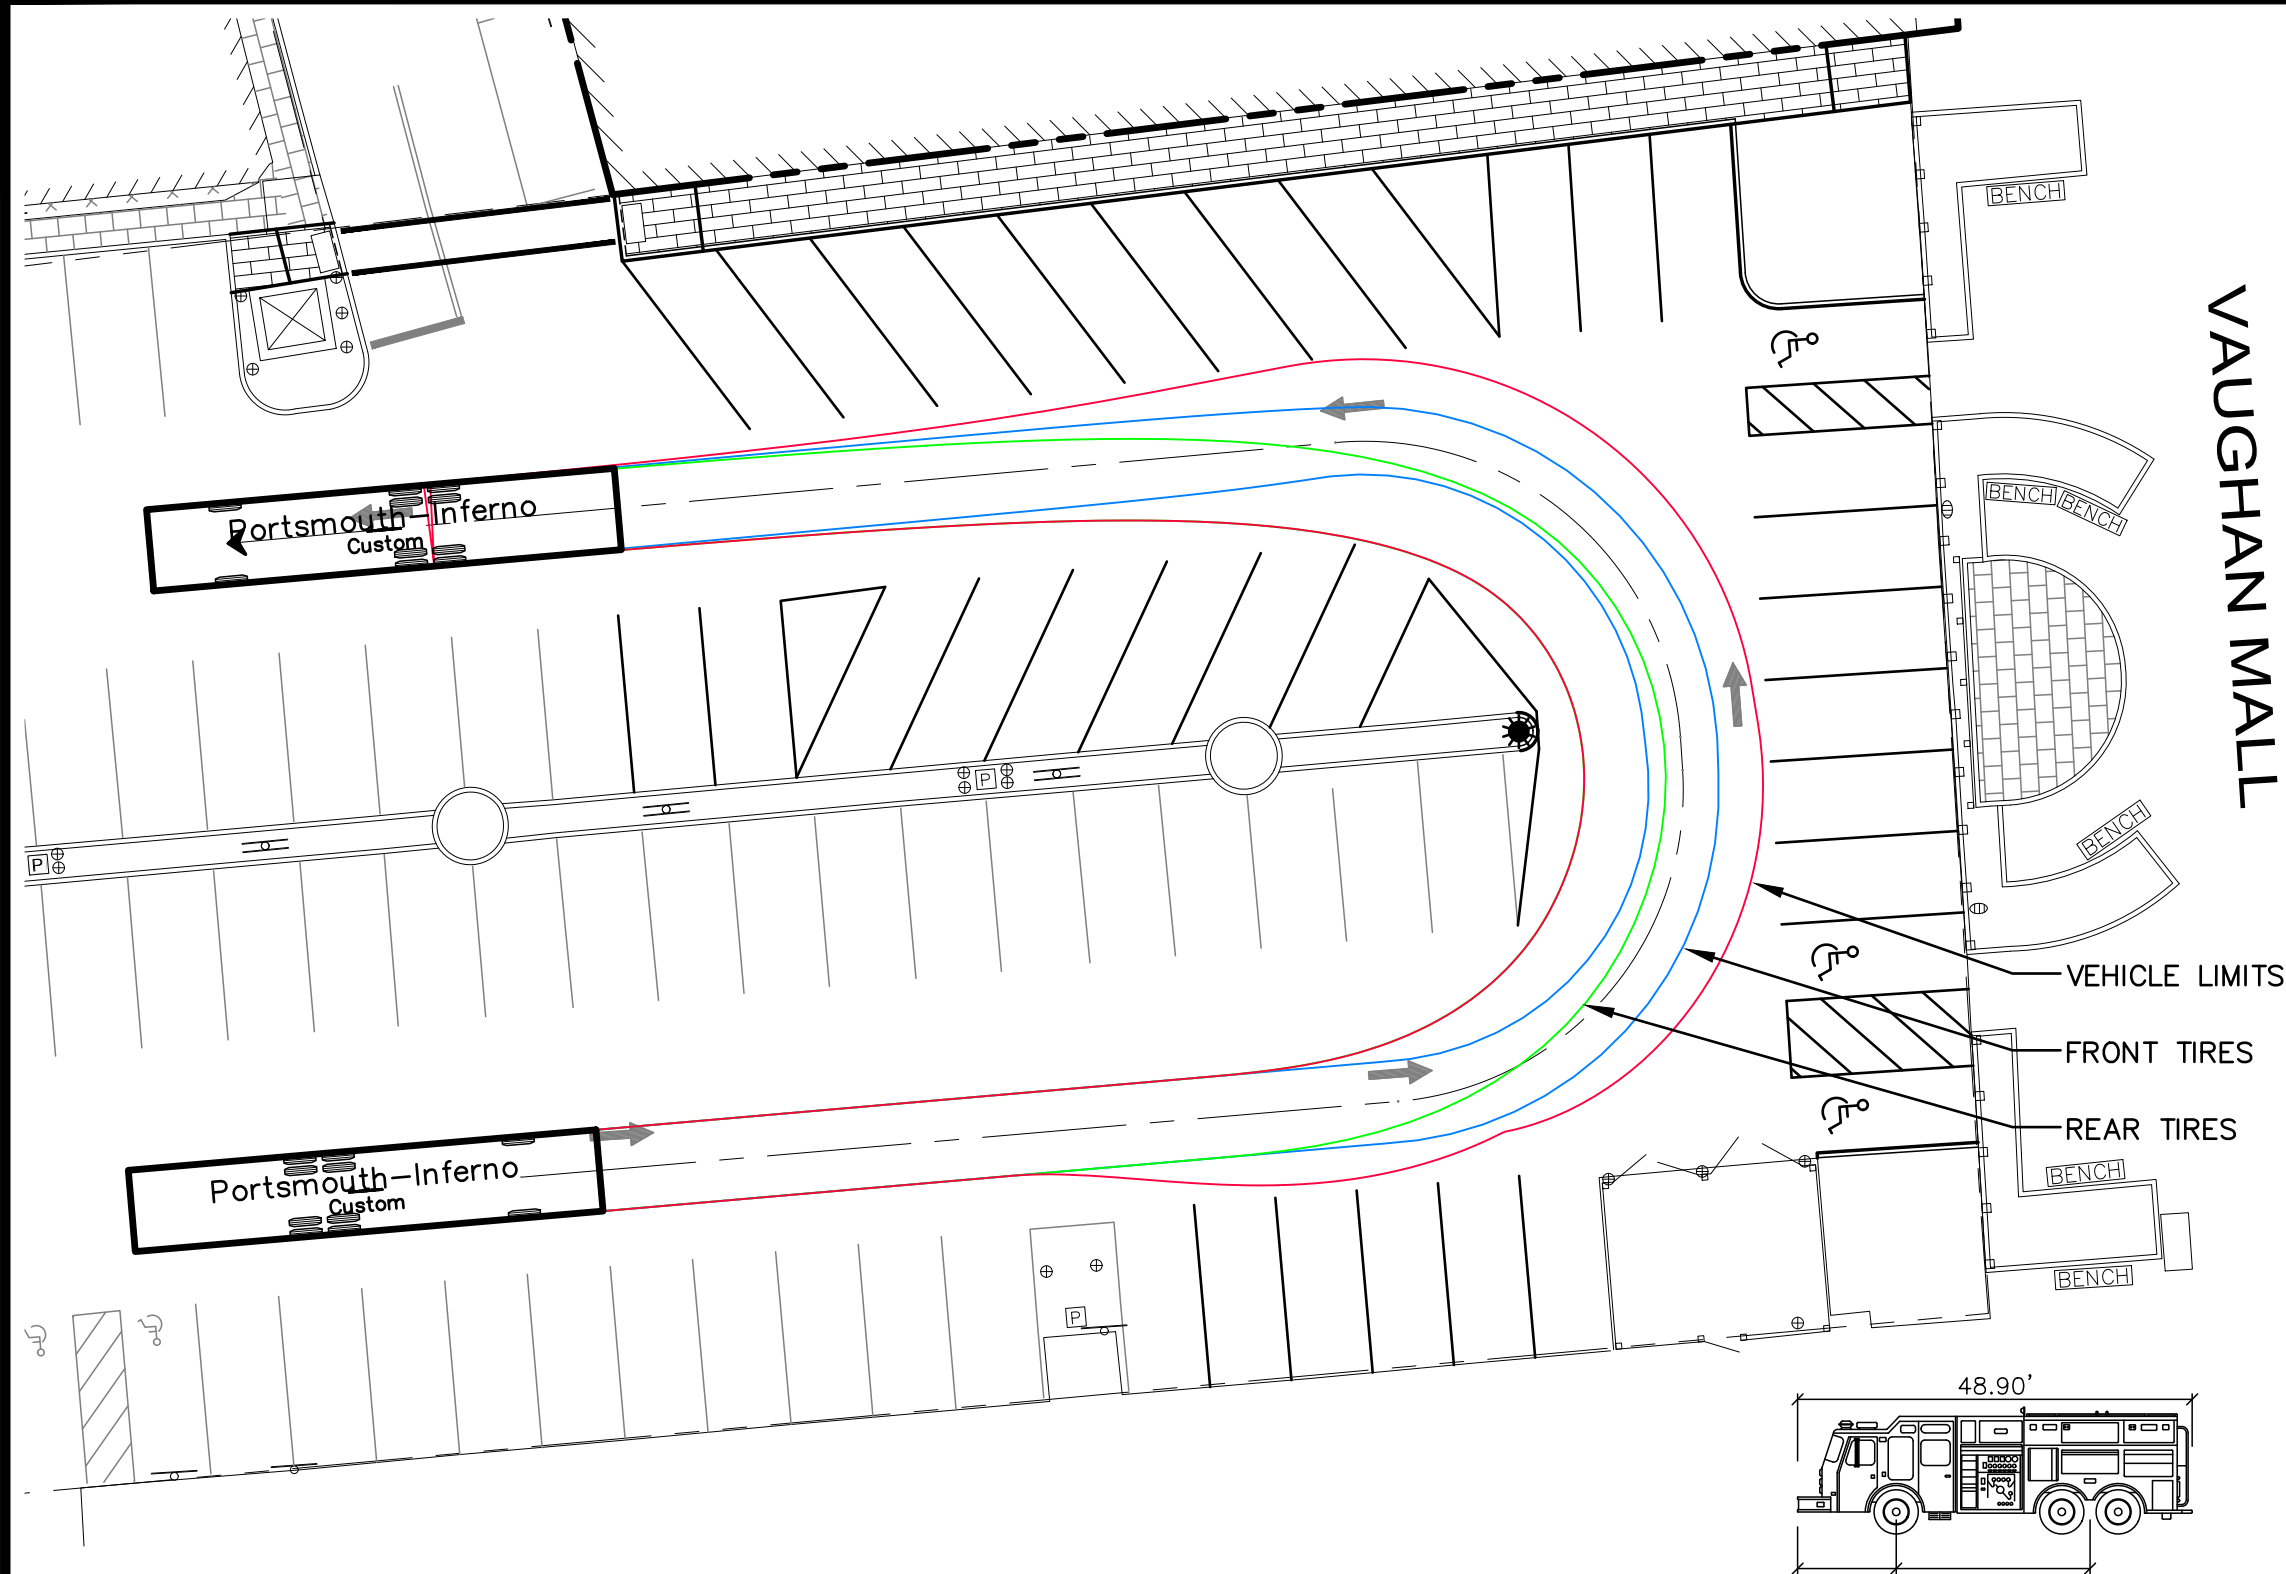 BENCH
VAUGHAN MALL
BENCH
BENCH
Portsmouth-Inferno
Custom
P
P
BENCH
VEHICLE LIMITS
FRONT TIRES
REAR TIRES
Portsmouth-Inferno
Custom
BENCH
BENCH
P
48.90'